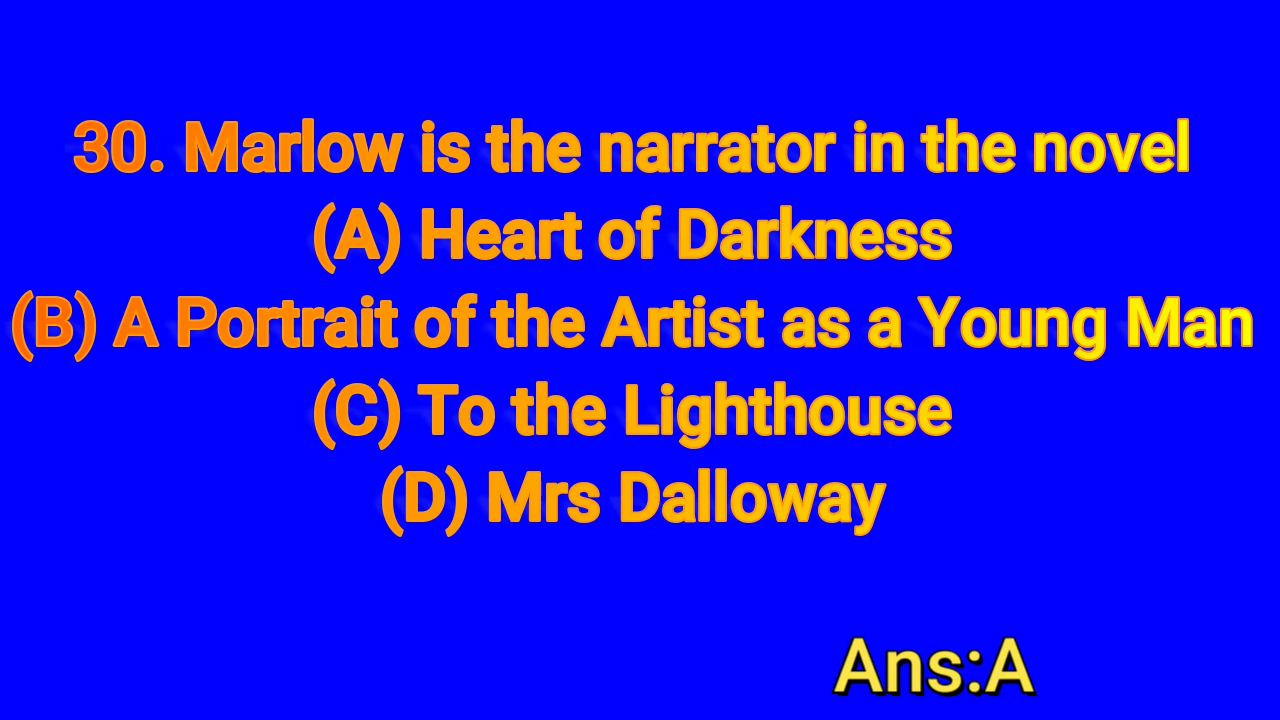 30. Marlow is the narrator in the novel
(A) Heart of Darkness
(B) A Portrait of the Artist as a Young Man
(C) To the Lighthouse
(D) Mrs Dalloway
Ans:A